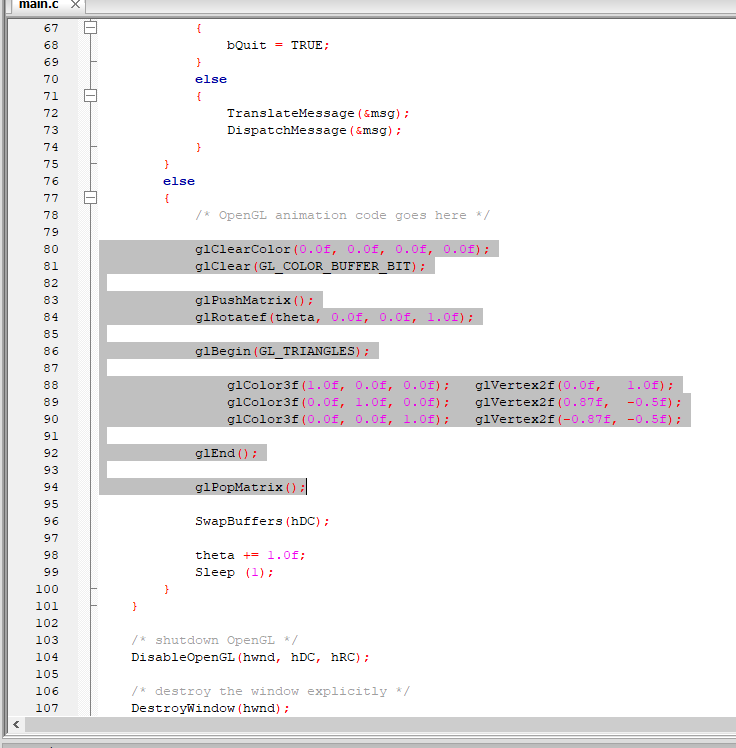 main.c
67 {
68 bQuit = TRUE;
69 }
70 else
71 {
72 TranslateMessage(&msg);
73 DispatchMessage(&msg);
74 }
75 }
76 else
77 {
78 /* OpenGL animation code goes here */
79
80 glClearColor(0.0f, 0.0f, 0.0f, 0.0f);
81 glClear(GL_COLOR_BUFFER_BIT);
82
83 glPushMatrix();
84 glRotatef(theta, 0.0f, 0.0f, 1.0f);
85
86 glBegin(GL_TRIANGLES);
87
88 glColor3f(1.0f, 0.0f, 0.0f); glVertex2f(0.0f, 1.0f);
89 glColor3f(0.0f, 1.0f, 0.0f); glVertex2f(0.87f, -0.5f);
90 glColor3f(0.0f, 0.0f, 1.0f); glVertex2f(-0.87f, -0.5f);
91
92 glEnd();
93
94 glPopMatrix();
95
96 SwapBuffers(hDC);
97
98 theta += 1.0f;
99 Sleep (1);
100 }
101 }
102
103 /* shutdown OpenGL */
104 DisableOpenGL(hwnd, hDC, hRC);
105
106 /* destroy the window explicitly */
107 DestroyWindow(hwnd);